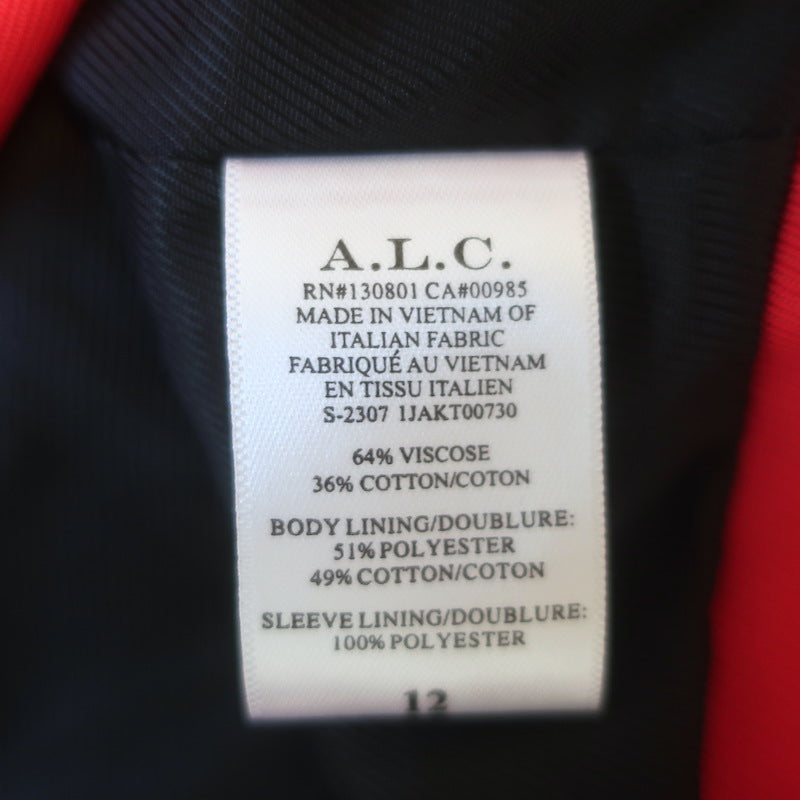 A.L.C.
RN#130801 CA#00985
MADE IN VIETNAM OF
ITALIAN FABRIC
FABRIQUÉ AU VIETNAM
EN TISSU ITALIEN
S-2307 1JAKT00730
64% VISCOSE
36% COTTON/COTON
BODY LINING/DOUBLURE:
51% POLYESTER
49% COTTON/COTON
SLEEVE LINING/DOUBLURE:
100% POLYESTER
12